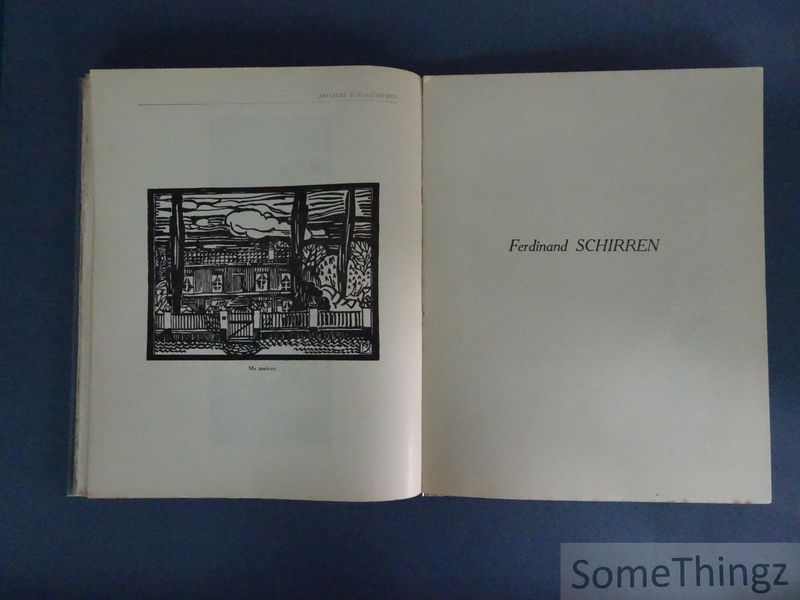 ARTISTES D'AUJOURD'HUI
Ma maison.
Ferdinand SCHIRREN
SomeThingz